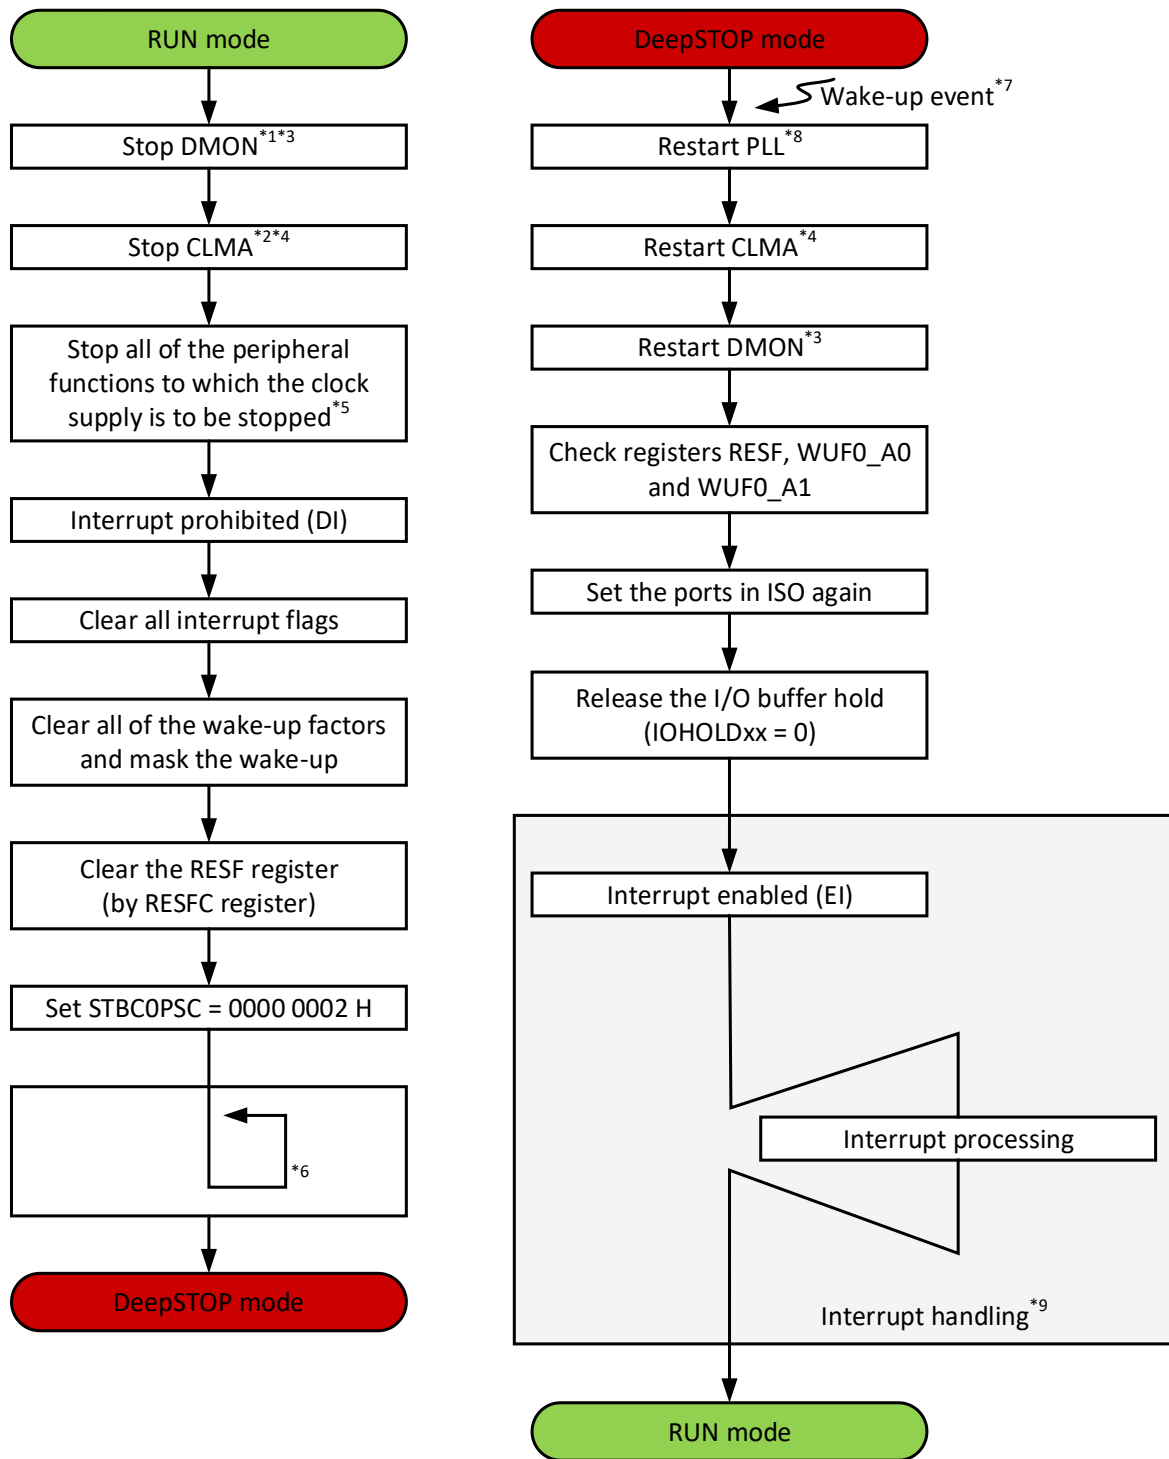 RUN mode
Stop DMON*1*3
Stop CLMA*2*4
Stop all of the peripheral
functions to which the clock
supply is to be stopped*5
Interrupt prohibited (DI)
Clear all interrupt flags
Clear all of the wake-up factors
and mask the wake-up
Clear the RESF register
(by RESFC register)
Set STBC0PSC = 0000 0002 H
*6
DeepSTOP mode
DeepSTOP mode
Wake-up event*7
Restart PLL*8
Restart CLMA*4
Restart DMON*3
Check registers RESF, WUF0_A0
and WUF0_A1
Set the ports in ISO again
Release the I/O buffer hold
(IOHOLDxx = 0)
Interrupt enabled (EI)
Interrupt processing
Interrupt handling*9
RUN mode